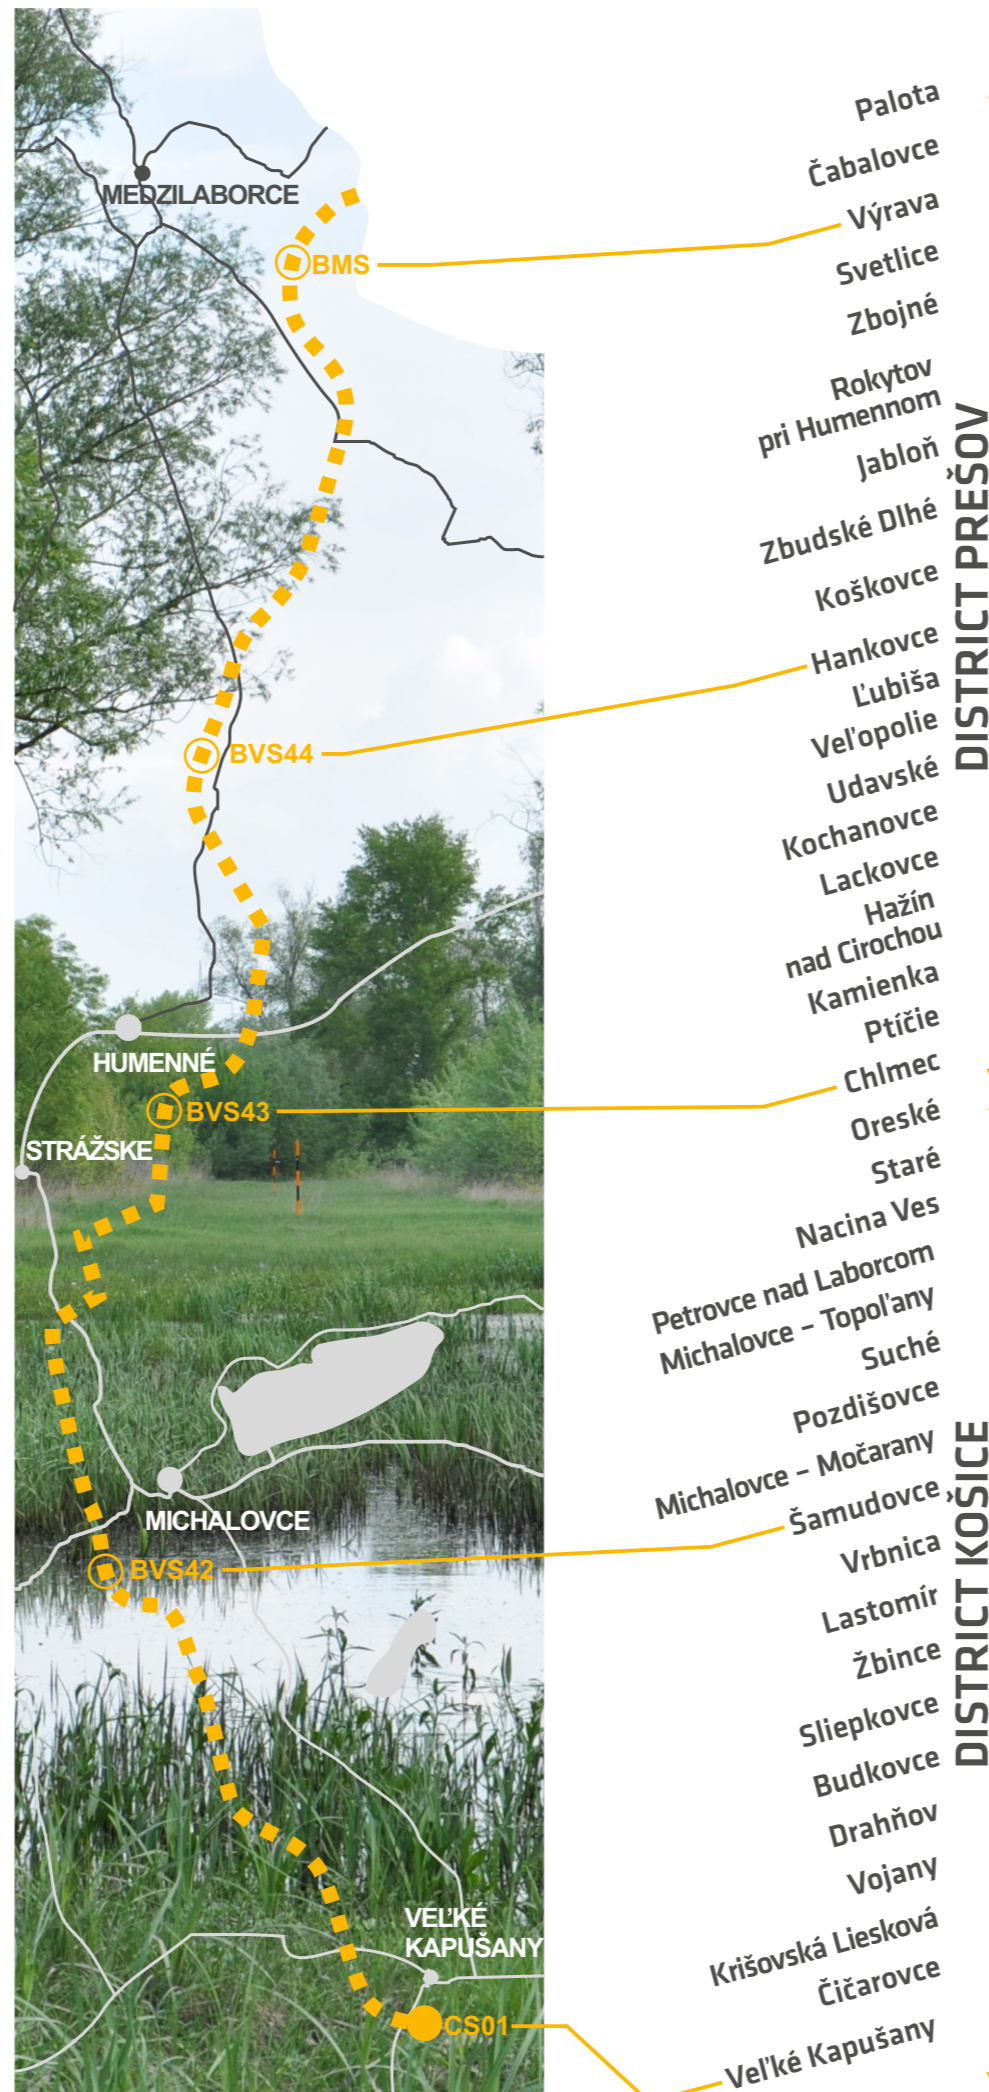 MEDZILABORCE
BMS
BVS44
HUMENNÉ
BVS43
STRÁŽSKE
MICHALOVCE
BVS42
VEĽKÉ
KAPUŠANY
CS01
Palota
Čabalovce
Výrava
Svetlice
Zbojné
Rokytov
pri Humennom
Jabloň
Zbudské Dlhé
Koškovce
Hankovce
Ľubiša
Veľopolie
Udavské
Kochanovce
Lackovce
Hažín
nad Cirochou
Kamienka
Ptičie
Chlmec
Oreské
Staré
Nacina Ves
Petrovce nad Laborcom
Michalovce – Topoľany
Suché
Pozdišovce
Michalovce – Močarany
Šamudovce
Vrbnica
Lastomír
Žbince
Sliepkovce
Budkovce
Drahňov
Vojany
Krišovská Liesková
Čičarovce
Veľké Kapušany
DISTRICT PREŠOV
DISTRICT KOŠICE